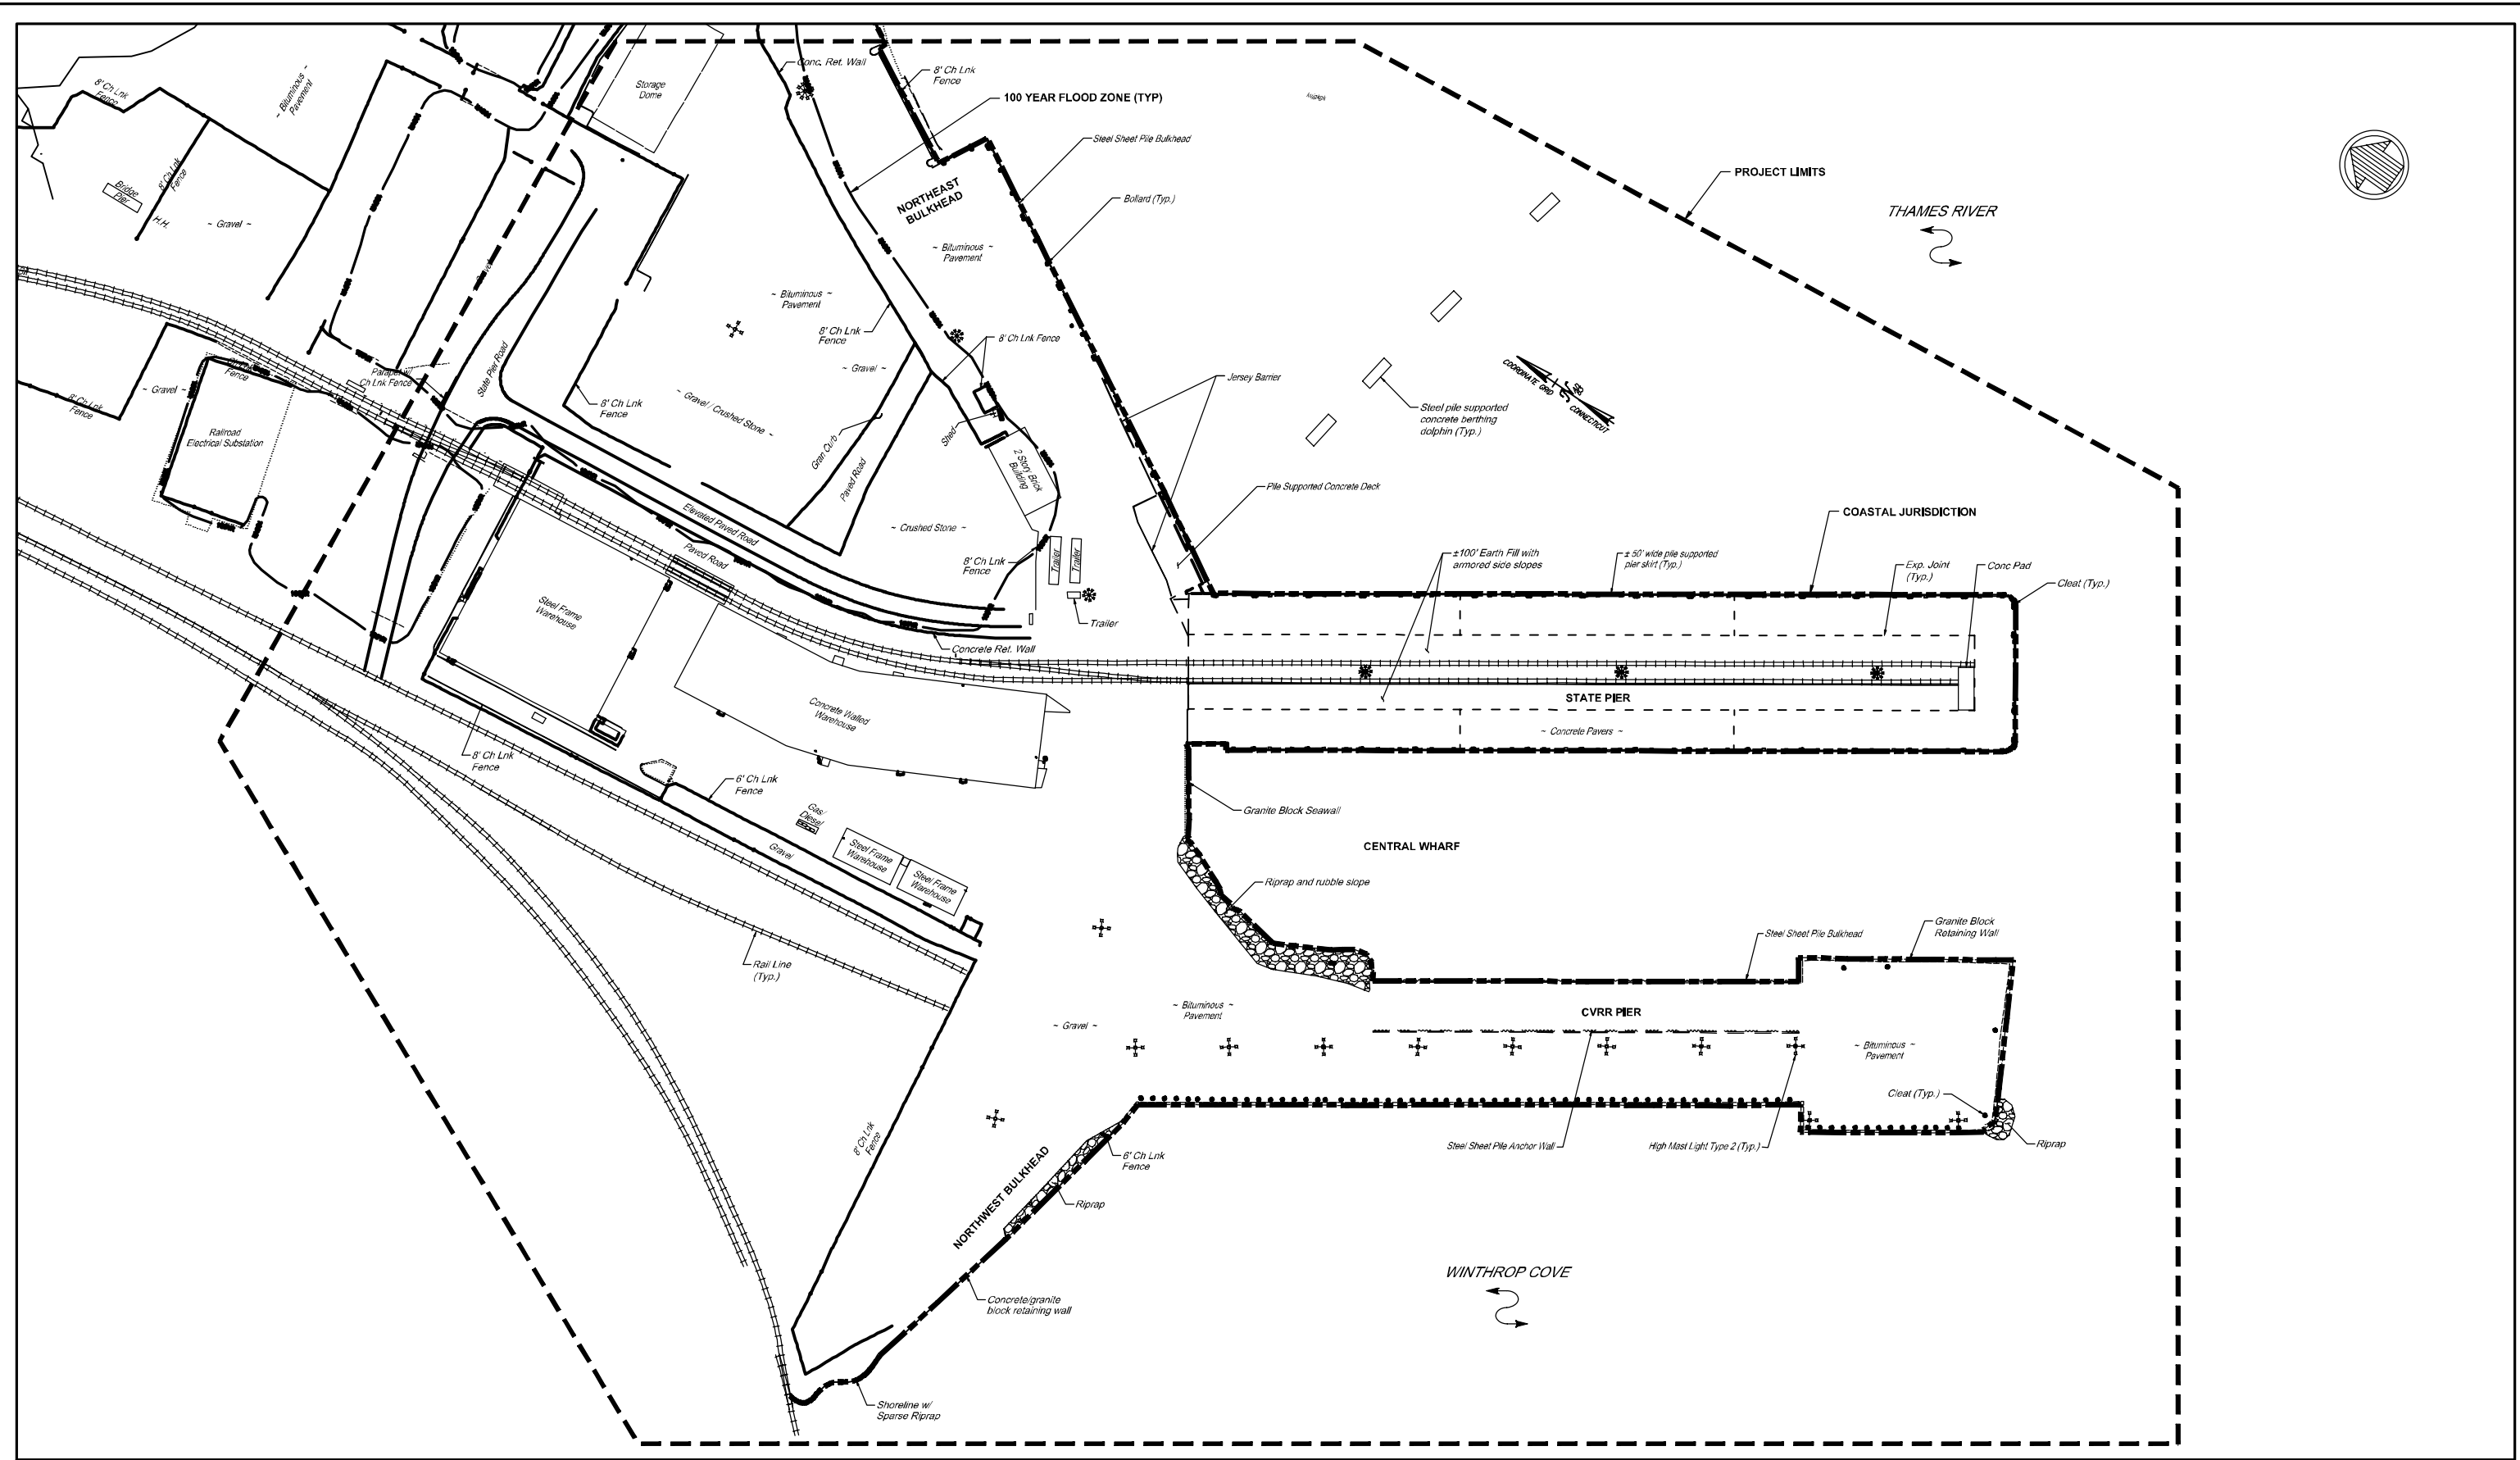 8' Ch Lnk
Fence
~ Bituminous ~
Pavement
Storage
Dome
Conc. Ret. Wall
8' Ch Lnk
Fence
100 YEAR FLOOD ZONE (TYP)
Steel Sheet Pile Bulkhead
PROJECT LIMITS
THAMES RIVER
Bridge
Pier
8' Ch Lnk
Fence
H.H.
~ Gravel ~
NORTHEAST
BULKHEAD
Bollard (Typ.)
~ Bituminous ~
Pavement
~ Bituminous ~
Pavement
8' Ch Lnk
Fence
8' Ch Lnk Fence
State Pier Road
Parapet w/
Ch Lnk Fence
Fence
~ Gravel ~
8' Ch Lnk
Fence
~ Gravel ~
Jersey Barrier
COORDINATE GRID
CONNECTICUT
8' Ch Lnk
Fence
~ Gravel / Crushed Stone ~
Steel pile supported
concrete berthing
dolphin (Typ.)
Railroad
Electrical Substation
Shed
Gran Curb
2 Story Brick
Building
Paved Road
Pile Supported Concrete Deck
Elevated Paved Road
~ Crushed Stone ~
COASTAL JURISDICTION
Paved Road
8' Ch Lnk
Fence
Trailer
Trailer
±100' Earth Fill with
armored side slopes
± 50' wide pile supported
pier skirt (Typ.)
Exp. Joint
(Typ.)
Conc Pad
Cleat (Typ.)
Steel Frame
Warehouse
Trailer
Concrete Ret. Wall
STATE PIER
Concrete Walled
Warehouse
~ Concrete Pavers ~
8' Ch Lnk
Fence
6' Ch Lnk
Fence
Gas/
Diesel
Granite Block Seawall
Gravel
Steel Frame
Warehouse
Steel Frame
Warehouse
CENTRAL WHARF
Riprap and rubble slope
Granite Block
Retaining Wall
Steel Sheet Pile Bulkhead
Rail Line
(Typ.)
~ Bituminous ~
Pavement
~ Gravel ~
CVRR PIER
~ Bituminous ~
Pavement
Cleat (Typ.)
8' Ch Lnk
Fence
6' Ch Lnk
Fence
Steel Sheet Pile Anchor Wall
High Mast Light Type 2 (Typ.)
Riprap
NORTHWEST BULKHEAD
Riprap
WINTHROP COVE
Concrete/granite
block retaining wall
Shoreline w/
Sparse Riprap